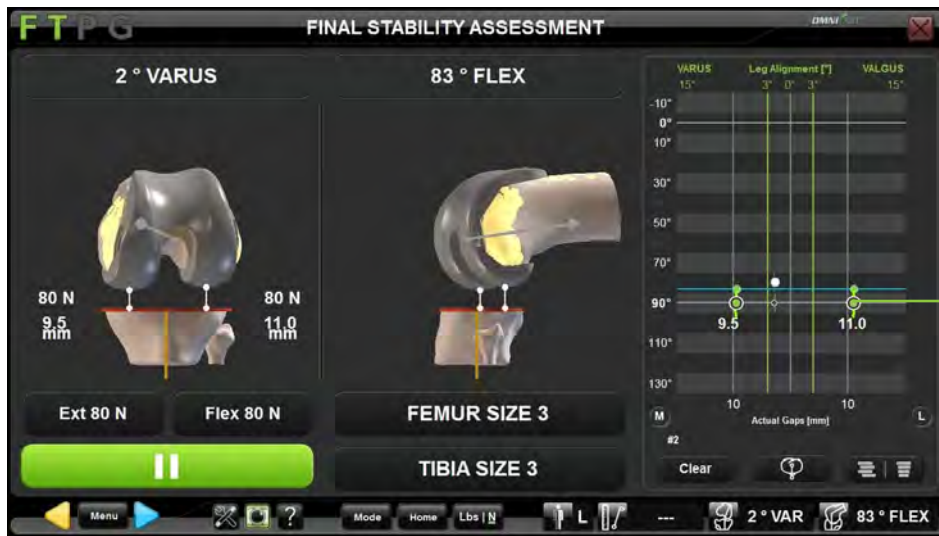 FTPG
FINAL STABILITY ASSESSMENT
OMNI
2 ° VARUS
83 ° FLEX
VARUS
Leg Alignment [°]
VALGUS
15° 3° 0° 3° 15°
-10°
0°
10°
30°
50°
70°
90°
110°
130°
80 N
9.5
mm
80 N
11.0
mm
9.5
11.0
10
10
M
Actual Gaps [mm]
L
#2
Ext 80 N
Flex 80 N
FEMUR SIZE 3
TIBIA SIZE 3
Clear
Menu
?
Mode
Home
Lbs | N
L
---
2 ° VAR
83 ° FLEX